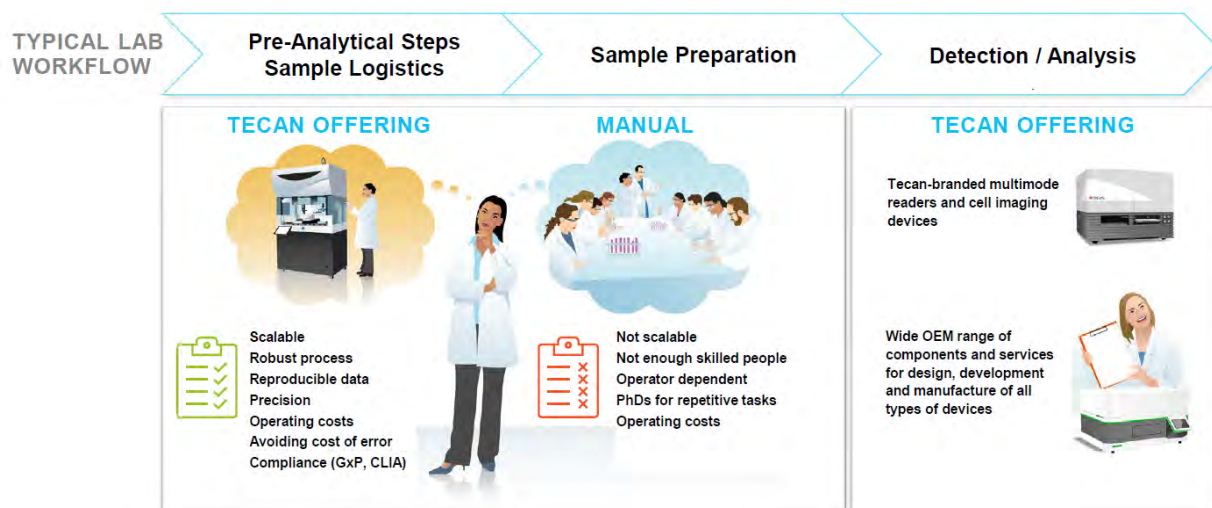 TYPICAL LAB
WORKFLOW
Pre-Analytical Steps
Sample Logistics
Sample Preparation
Detection / Analysis
TECAN OFFERING
MANUAL
TECAN OFFERING
Scalable
Robust process
Reproducible data
Precision
Operating costs
Avoiding cost of error
Compliance (GxP, CLIA)
Not scalable
Not enough skilled people
Operator dependent
PhDs for repetitive tasks
Operating costs
Tecan-branded multimode
readers and cell imaging
devices
Wide OEM range of
components and services
for design, development
and manufacture of all
types of devices